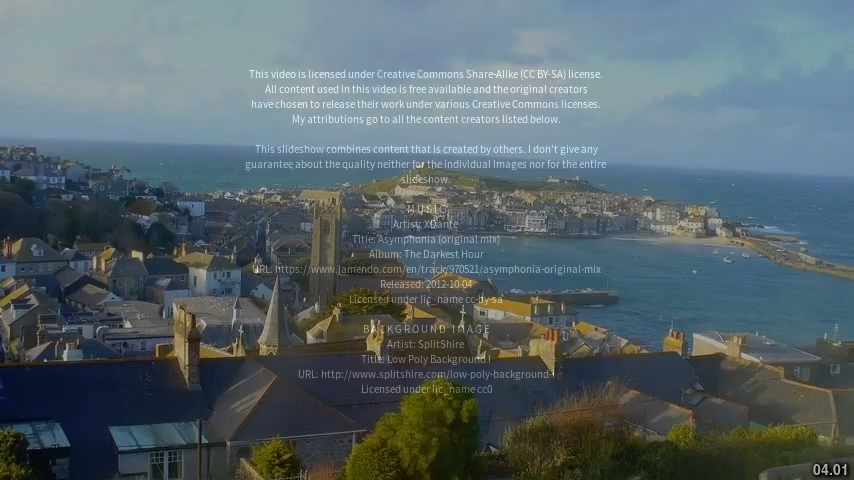 This video is licensed under Creative Commons Share-Alike (CC BY-SA) license.
All content used in this video is free available and the original creators
have chosen to release their work under various Creative Commons licenses.
My attributions go to all the content creators listed below.
This slideshow combines content that is created by others. I don't give any
guarantee about the quality neither for the individual images nor for the entire
slideshow.
MUSIC
Artist: XDante
Title: Asymphonia (original mix)
Album: The Darkest Hour
URL: https://www.jamendo.com/en/track/970521/asymphonia-original-mix
Released: 2012-10-04
Licensed under lic_name cc-by-sa
BACKGROUND IMAGE
Artist: SplitShire
Title: Low Poly Background
URL: http://www.splitshire.com/low-poly-background
Licensed under lic_name cc0
04.01